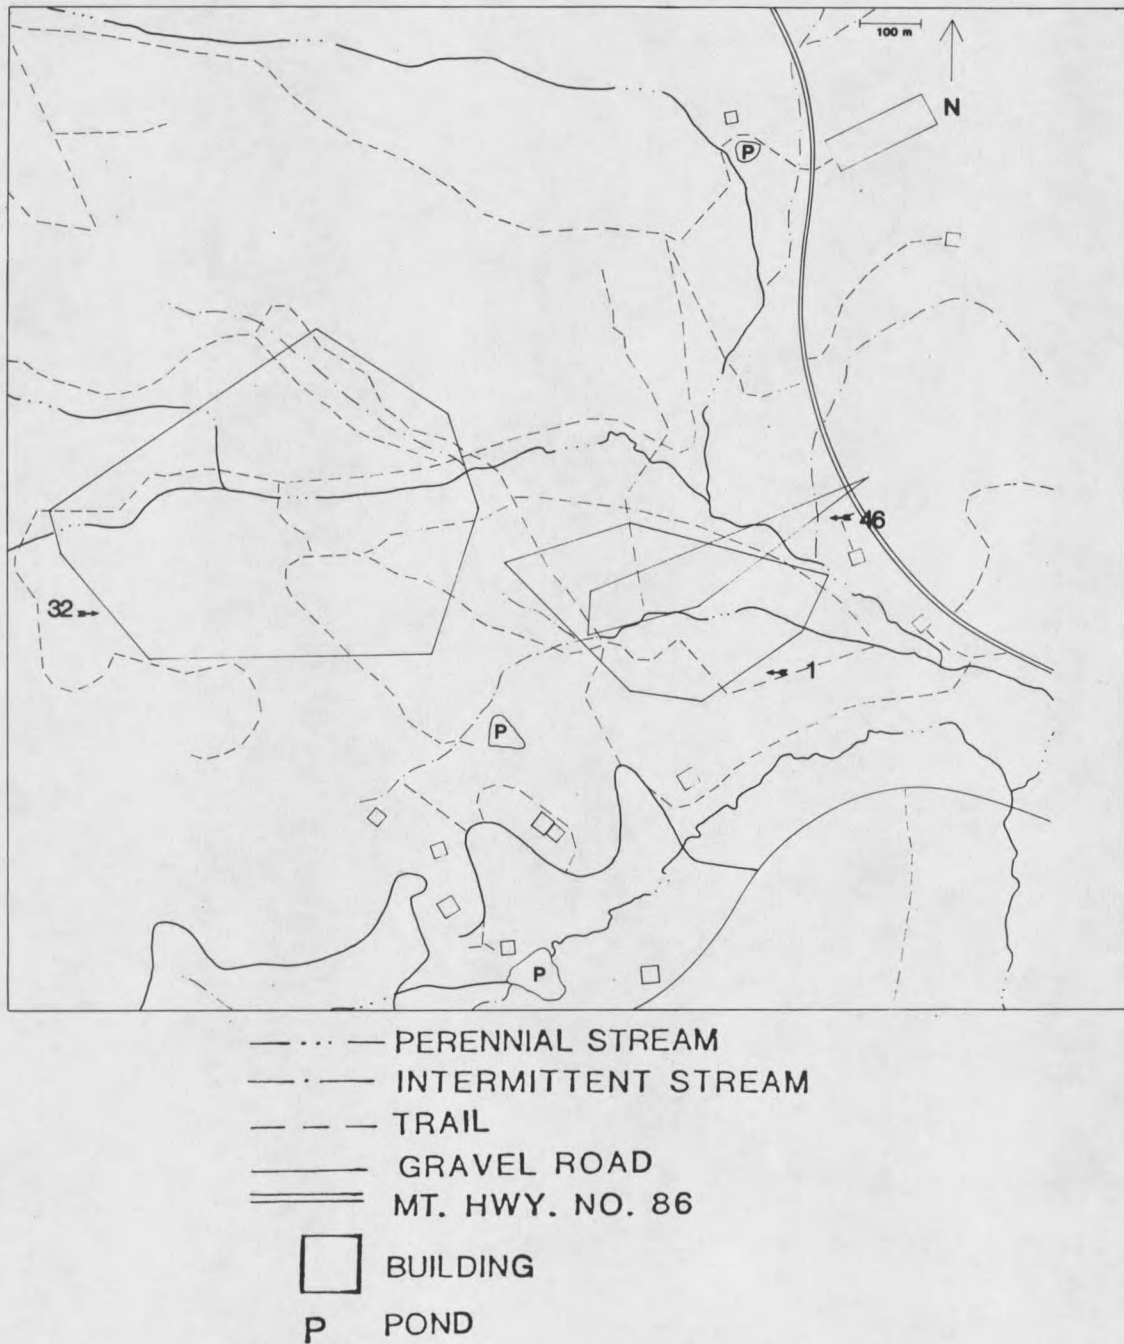 100 m
N
P
46
32
1
P
P
PERENNIAL STREAM
INTERMITTENT STREAM
TRAIL
GRAVEL ROAD
MT. HWY. NO. 86
BUILDING
P POND